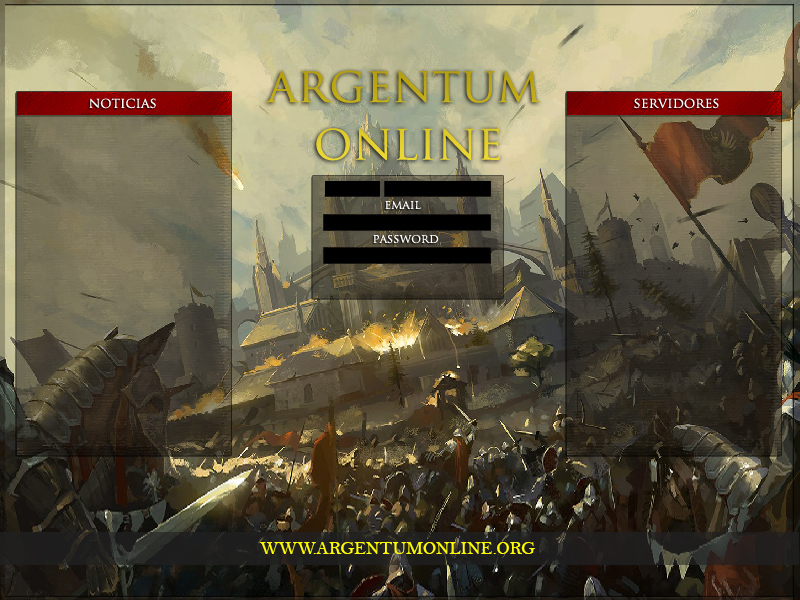 ARGENTUM
ONLINE
NOTICIAS
SERVIDORES
EMAIL
PASSWORD
WWW.ARGENTUMONLINE.ORG